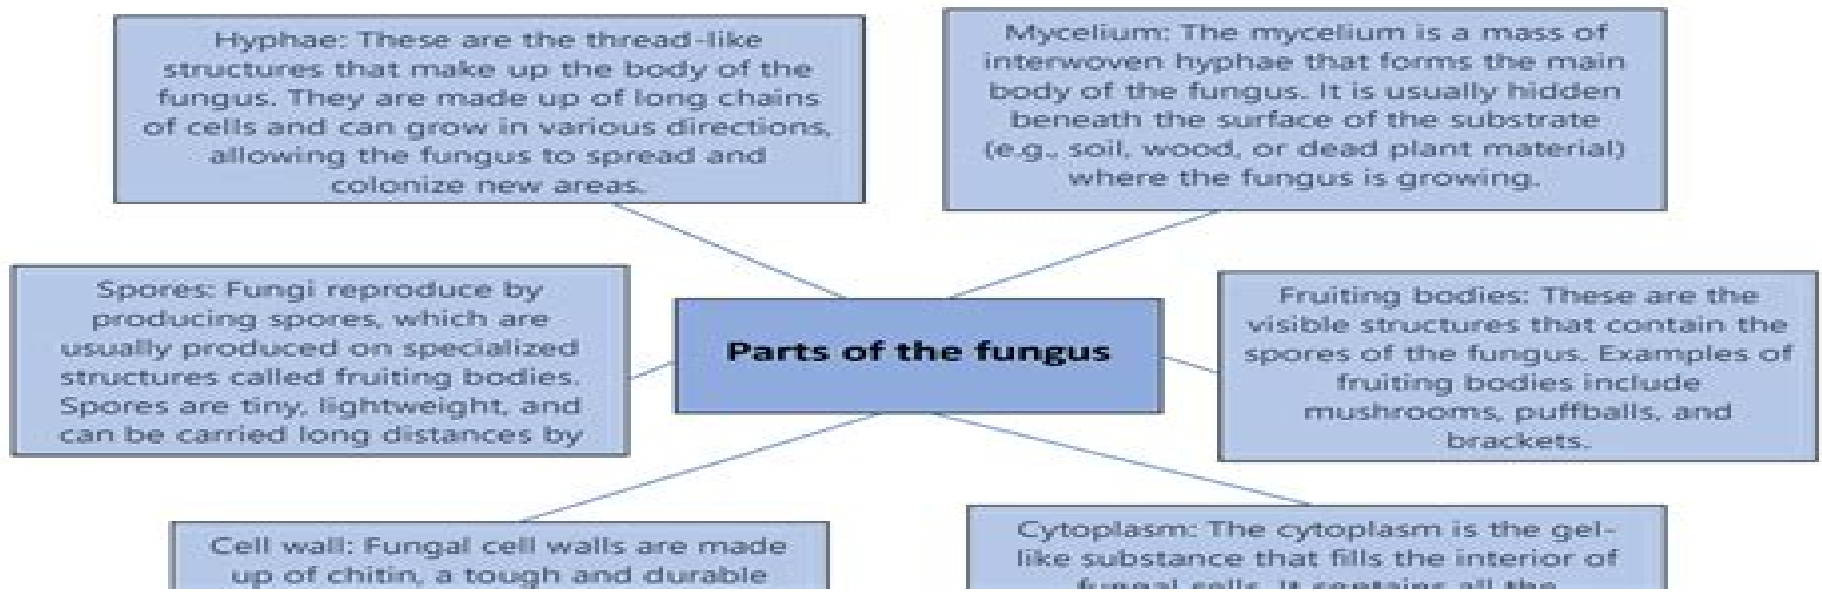 Hyphae: These are the thread-like
structures that make up the body of the
fungus. They are made up of long chains
of cells and can grow in various directions,
allowing the fungus to spread and
colonize new areas.
Mycelium: The mycelium is a mass of
interwoven hyphae that forms the main
body of the fungus. It is usually hidden
beneath the surface of the substrate
(e.g., soil, wood, or dead plant material)
where the fungus is growing.
Spores: Fungi reproduce by
producing spores, which are
usually produced on specialized
structures called fruiting bodies.
Spores are tiny, lightweight, and
can be carried long distances by
Parts of the fungus
Fruiting bodies: These are the
visible structures that contain the
spores of the fungus. Examples of
fruiting bodies include
mushrooms, puffballs, and
brackets.
Cell wall: Fungal cell walls are made
up of chitin, a tough and durable
Cytoplasm: The cytoplasm is the gel-
like substance that fills the interior of
fungal cells. It contains all the